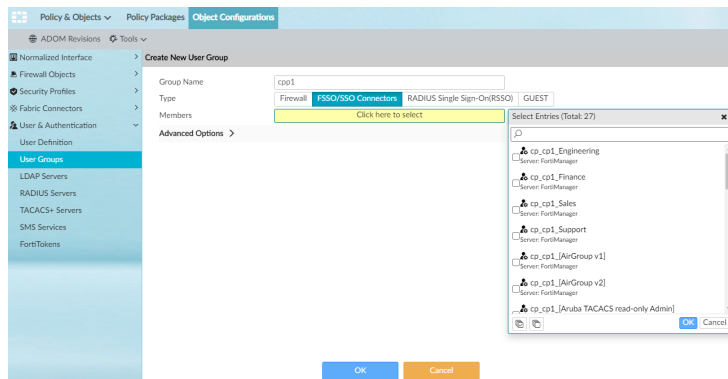 Policy & Objects Policy Packages Object Configurations
ADOM Revisions Tools
Normalized Interface
Firewall Objects
Security Profiles
Fabric Connectors
User & Authentication
User Definition
User Groups
LDAP Servers
RADIUS Servers
TACACS+ Servers
SMS Services
FortiTokens
Create New User Group
Group Name cpp1
Type Firewall FSSO/SSO Connectors RADIUS Single Sign-On(RSSO) GUEST
Members Click here to select
Advanced Options >
Select Entries (Total: 27)
cp_cp1_Engineering
Server: FortiManager
cp_cp1_Finance
Server: FortiManager
cp_cp1_Sales
Server: FortiManager
cp_cp1_Support
Server: FortiManager
cp_cp1_[AirGroup v1]
Server: FortiManager
cp_cp1_[AirGroup v2]
Server: FortiManager
cp_cp1_[Aruba TACACS read-only Admin]
OK Cancel
OK Cancel